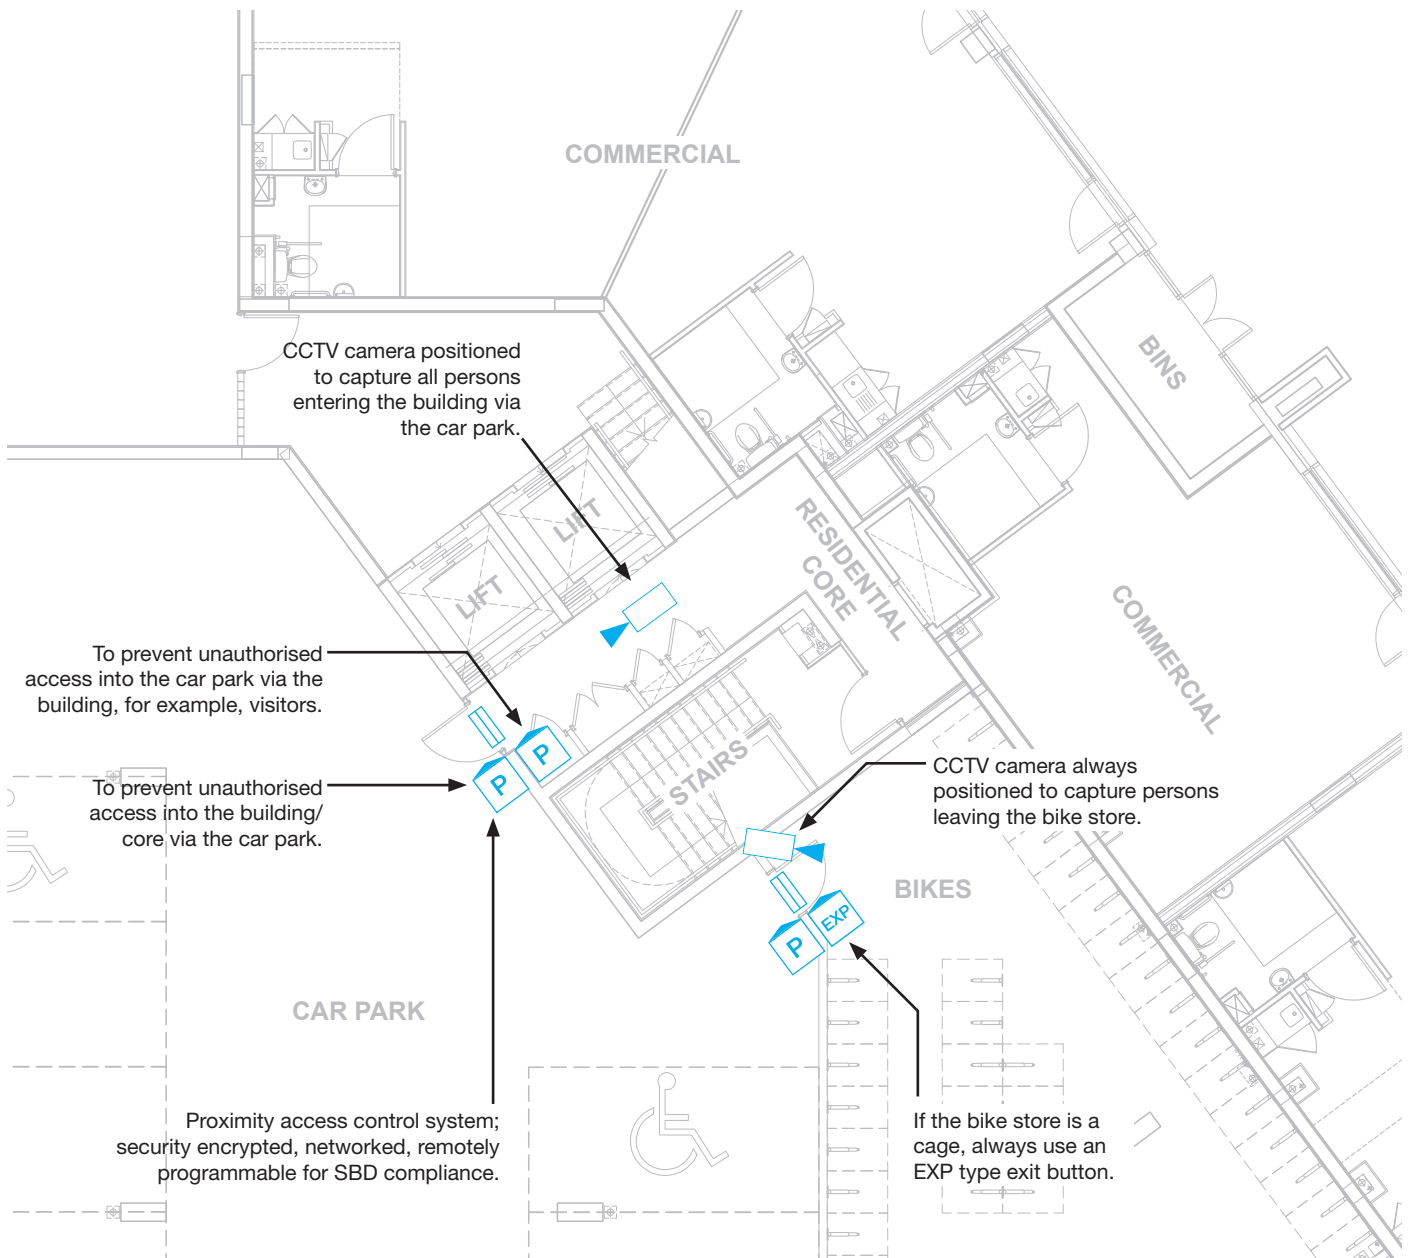 COMMERCIAL
BINS
CCTV camera positioned
to capture all persons
entering the building via
the car park.
LIFT
LIFT
RESIDENTIAL
CORE
COMMERCIAL
To prevent unauthorised
access into the car park via the
building, for example, visitors.
P
P
To prevent unauthorised
access into the building/
core via the car park.
STAIRS
CCTV camera always
positioned to capture persons
leaving the bike store.
BIKES
EXP
P
CAR PARK
Proximity access control system;
security encrypted, networked, remotely
programmable for SBD compliance.
If the bike store is a
cage, always use an
EXP type exit button.